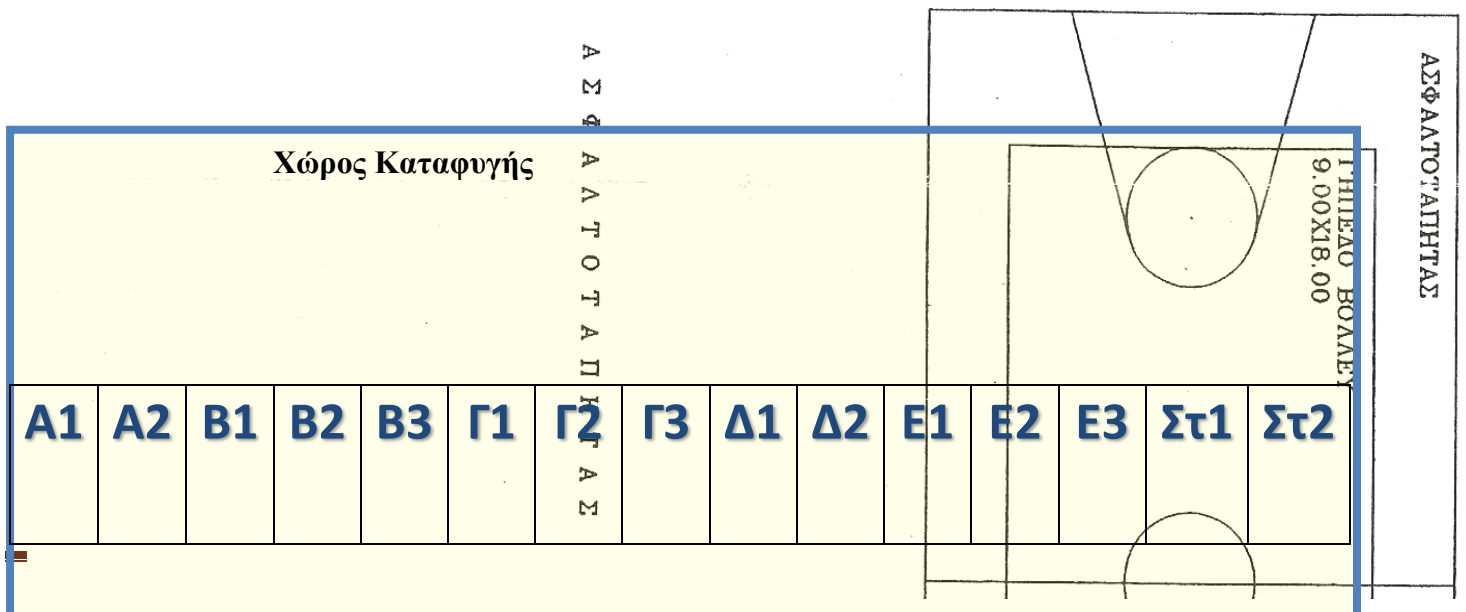 Χώρος Καταφυγής
ΑΣΦΑΛΤΟΤΑΠΗΤΑΣ
ΑΣΦΑΛΤΟΤΑΠΗΤΑΣ
ΓΗΠΕΔΟ ΒΟΛΛΕΥ
9.00X18.00
Α1 Α2 Β1 Β2 Β3 Γ1 Γ2 Γ3 Δ1 Δ2 Ε1 Ε2 Ε3 Στ1 Στ2